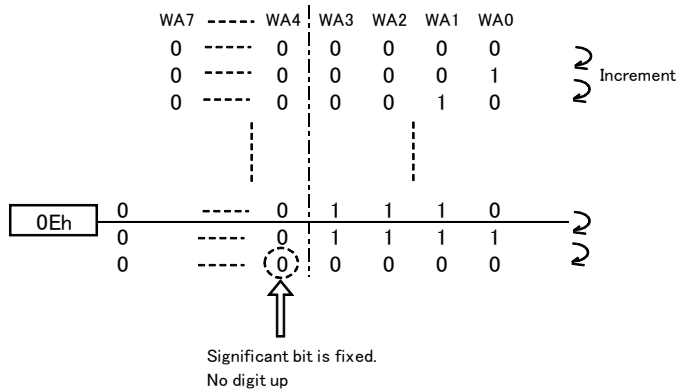 WA7 ----- WA4 WA3 WA2 WA1 WA0
0 ----- 0 0 0 0 0
0 ----- 0 0 0 0 1 Increment
0 ----- 0 0 0 1 0
0 ----- 0 1 1 1 0
0Eh
0 ----- 0 1 1 1 1
0 ----- 0 0 0 0 0
Significant bit is fixed.
No digit up